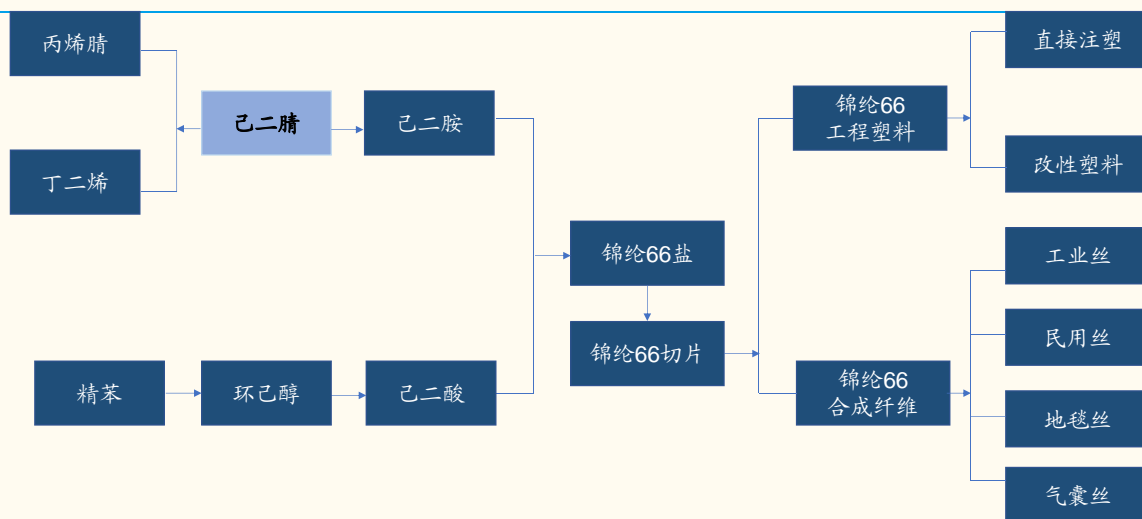 丙烯腈
丁二烯
己二腈
己二胺
精苯
环己醇
己二酸
锦纶66盐
锦纶66切片
锦纶66
工程塑料
锦纶66
合成纤维
直接注塑
改性塑料
工业丝
民用丝
地毯丝
气囊丝